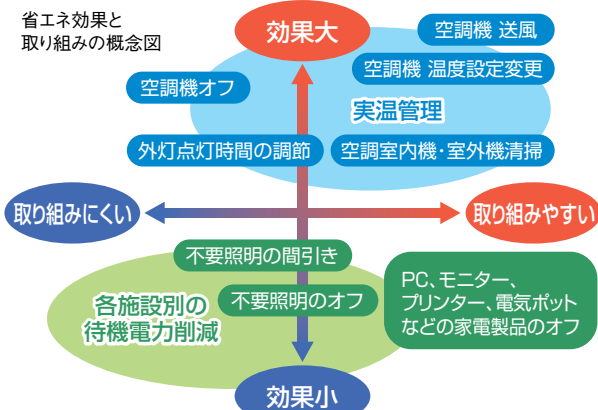 省エネ効果と
取り組みの概念図
効果大
空調機 送風
空調機 温度設定変更
空調機オフ
実温管理
外灯点灯時間の調節
空調室内機・室外機清掃
取り組みにくい
取り組みやすい
不要照明の間引き
各施設別の
待機電力削減
不要照明のオフ
PC、モニター、
プリンター、電気ポット
などの家電製品のオフ
効果小